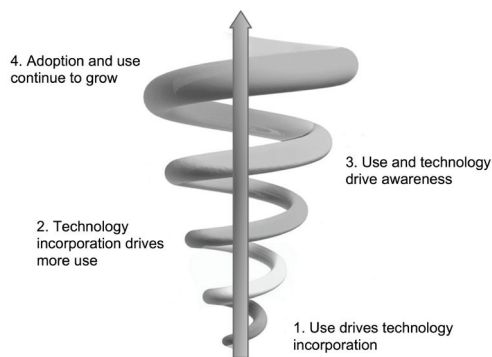 4. Adoption and use
continue to grow
3. Use and technology
drive awareness
2. Technology
incorporation drives
more use
1. Use drives technology
incorporation